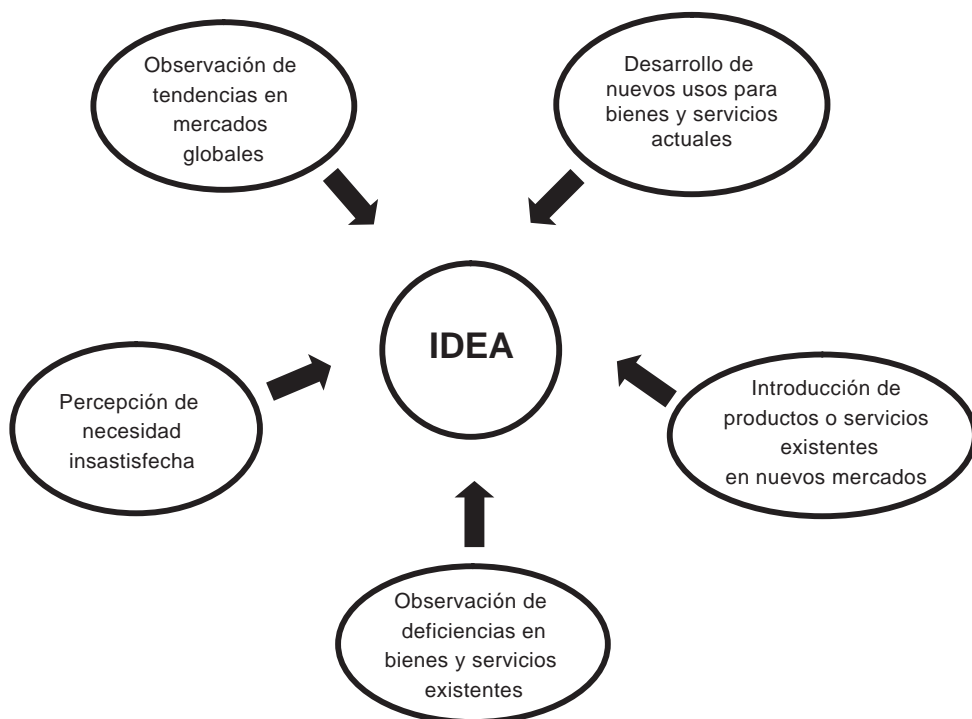 Observación de
tendencias en
mercados
globales
Desarrollo de
nuevos usos para
bienes y servicios
actuales
IDEA
Percepción de
necesidad
insastisfecha
Introducción de
productos o servicios
existentes
en nuevos mercados
Observación de
deficiencias en
bienes y servicios
existentes